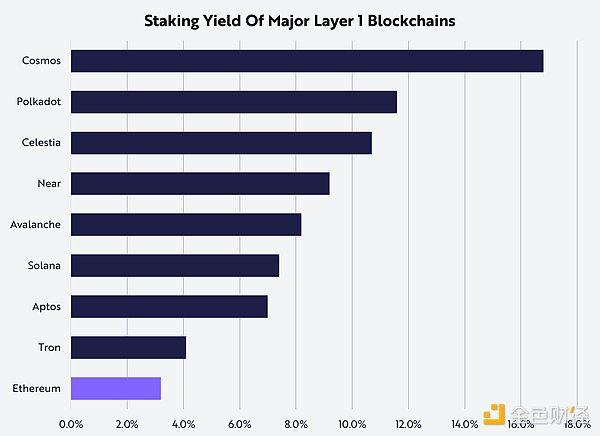 Staking Yield Of Major Layer 1 Blockchains
Cosmos
Polkadot
Celestia
Near
Avalanche
Solana
Aptos
Tron
Ethereum
0.0% 2.0% 4.0% 6.0% 8.0% 10.0% 12.0% 14.0% 16.0% 18.0%
金色财经